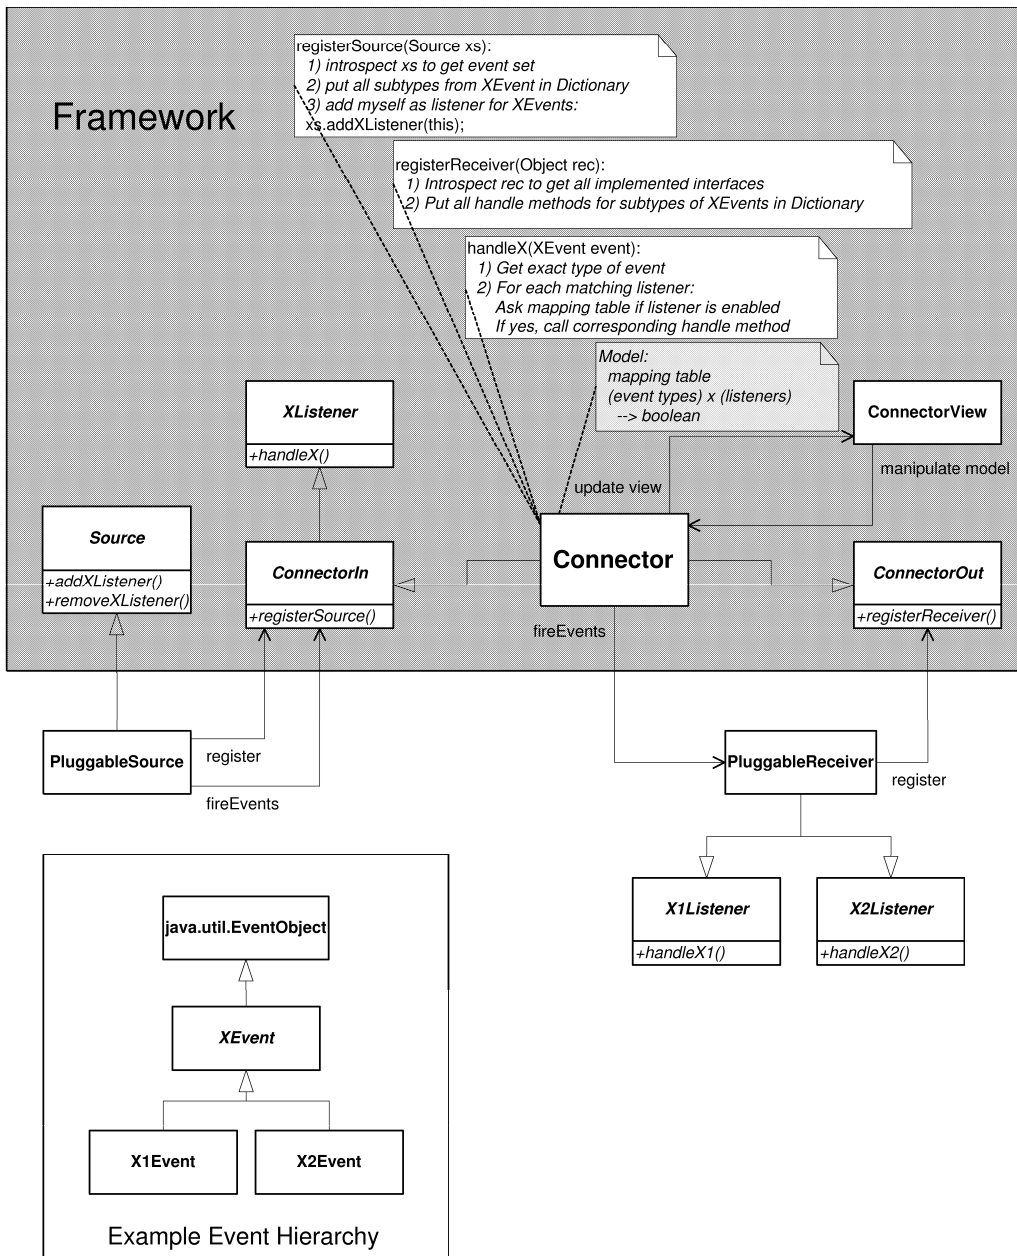 registerSource(Source xs):
1) introspect xs to get event set
2) put all subtypes from XEvent in Dictionary
3) add myself as listener for XEvents:
xs.addXListener(this);
Framework
registerReceiver(Object rec):
1) Introspect rec to get all implemented interfaces
2) Put all handle methods for subtypes of XEvents in Dictionary
handleX(XEvent event):
1) Get exact type of event
2) For each matching listener:
Ask mapping table if listener is enabled
If yes, call corresponding handle method
Model:
mapping table
(event types) x (listeners)
--> boolean
XListener
+handleX()
ConnectorView
manipulate model
update view
Source
+addXListener()
+removeXListener()
ConnectorIn
+registerSource()
Connector
ConnectorOut
+registerReceiver()
fireEvents
PluggableSource
register
fireEvents
PluggableReceiver
register
X1Listener
+handleX1()
X2Listener
+handleX2()
java.util.EventObject
XEvent
X1Event
X2Event
Example Event Hierarchy